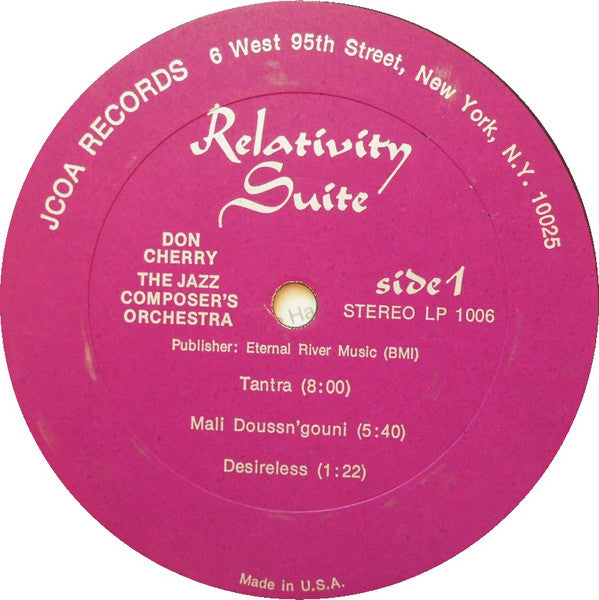 JCOA RECORDS 6 West 95th Street, New York, N.Y. 10025
Relativity
Suite
DON
CHERRY
THE JAZZ
COMPOSER'S
ORCHESTRA
side 1
STEREO LP 1006
Publisher: Eternal River Music (BMI)
Tantra (8:00)
Mali Doussn'gouni (5:40)
Desireless (1:22)
Made in U.S.A.